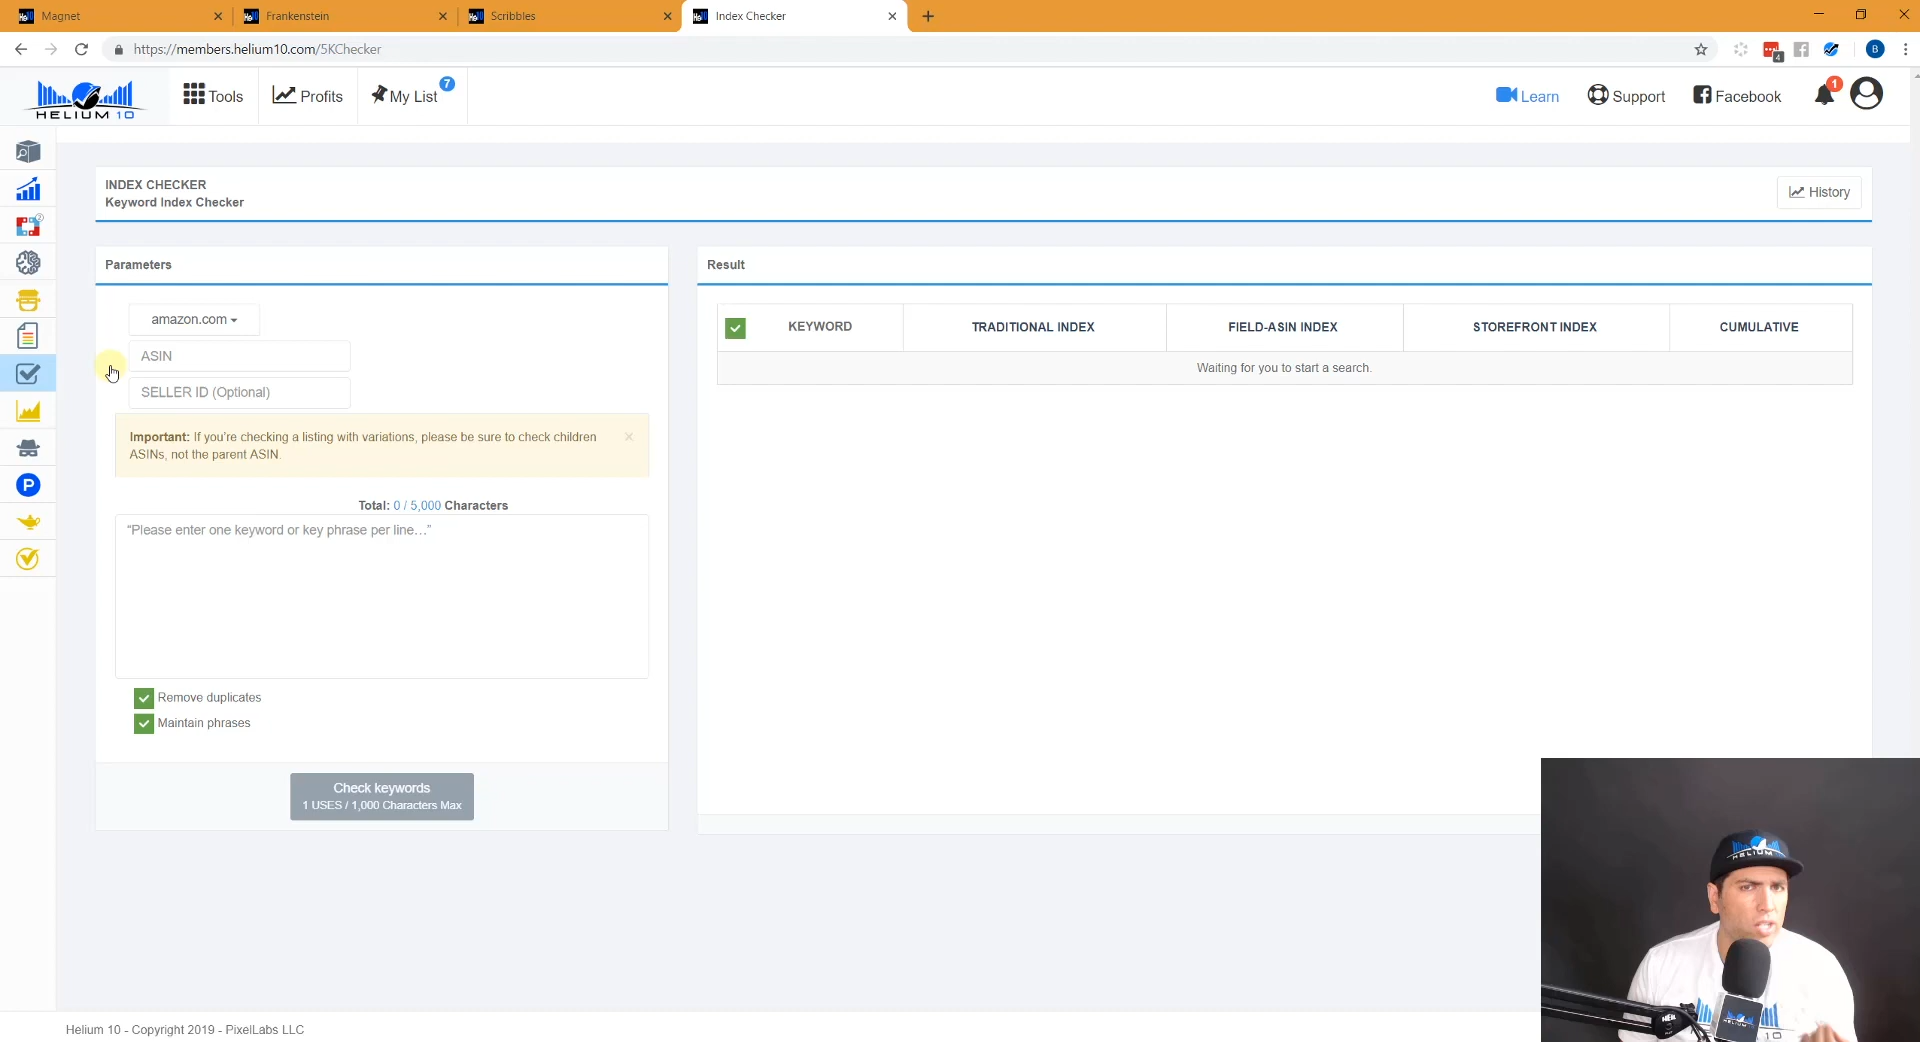 Magnet
Frankenstein
Scribbles
Index Checker
https://members.helium10.com/5KChecker
4
B
HELIUM 10
Tools
Profits
My List
7
Learn
Support
Facebook
1
2
INDEX CHECKER
Keyword Index Checker
History
Parameters
Result
amazon.com
ASIN
SELLER ID (Optional)
KEYWORD
TRADITIONAL INDEX
FIELD-ASIN INDEX
STOREFRONT INDEX
CUMULATIVE
Waiting for you to start a search.
Important: If you're checking a listing with variations, please be sure to check children
ASINs, not the parent ASIN.
P
Total: 0 / 5,000 Characters
"Please enter one keyword or key phrase per line…"
Remove duplicates
Maintain phrases
Check keywords
1 USES / 1,000 Characters Max
HELIUM
HELIUM 10
Helium 10 - Copyright 2019 - PixelLabs LLC